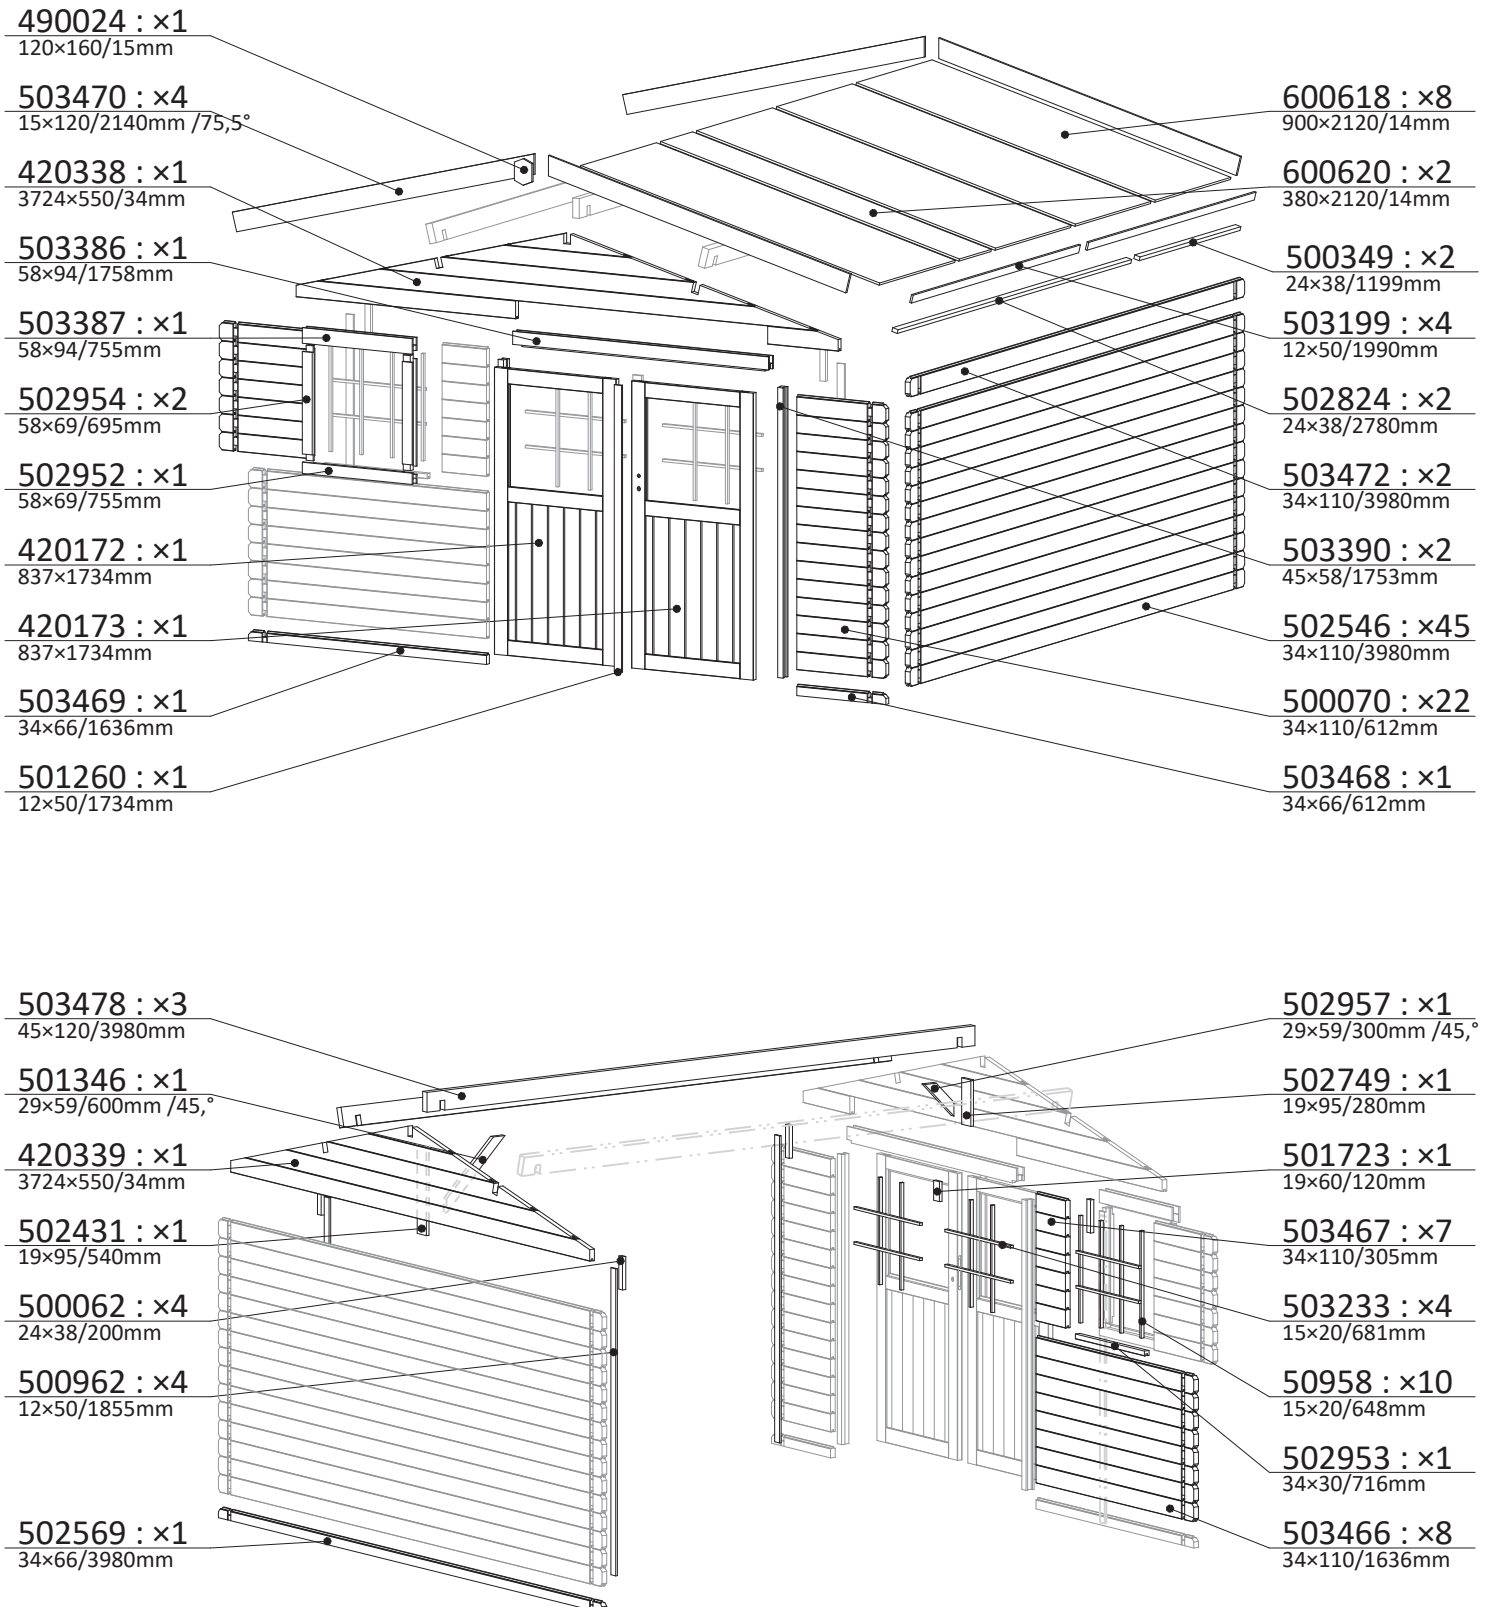 490024 : ×1
120×160/15mm
503470 : ×4
15×120/2140mm /75,5°
420338 : ×1
3724×550/34mm
503386 : ×1
58×94/1758mm
503387 : ×1
58×94/755mm
502954 : ×2
58×69/695mm
502952 : ×1
58×69/755mm
420172 : ×1
837×1734mm
420173 : ×1
837×1734mm
503469 : ×1
34×66/1636mm
501260 : ×1
12×50/1734mm
600618 : ×8
900×2120/14mm
600620 : ×2
380×2120/14mm
500349 : ×2
24×38/1199mm
503199 : ×4
12×50/1990mm
502824 : ×2
24×38/2780mm
503472 : ×2
34×110/3980mm
503390 : ×2
45×58/1753mm
502546 : ×45
34×110/3980mm
500070 : ×22
34×110/612mm
503468 : ×1
34×66/612mm
503478 : ×3
45×120/3980mm
501346 : ×1
29×59/600mm /45,°
420339 : ×1
3724×550/34mm
502431 : ×1
19×95/540mm
500062 : ×4
24×38/200mm
500962 : ×4
12×50/1855mm
502569 : ×1
34×66/3980mm
502957 : ×1
29×59/300mm /45,°
502749 : ×1
19×95/280mm
501723 : ×1
19×60/120mm
503467 : ×7
34×110/305mm
503233 : ×4
15×20/681mm
50958 : ×10
15×20/648mm
502953 : ×1
34×30/716mm
503466 : ×8
34×110/1636mm